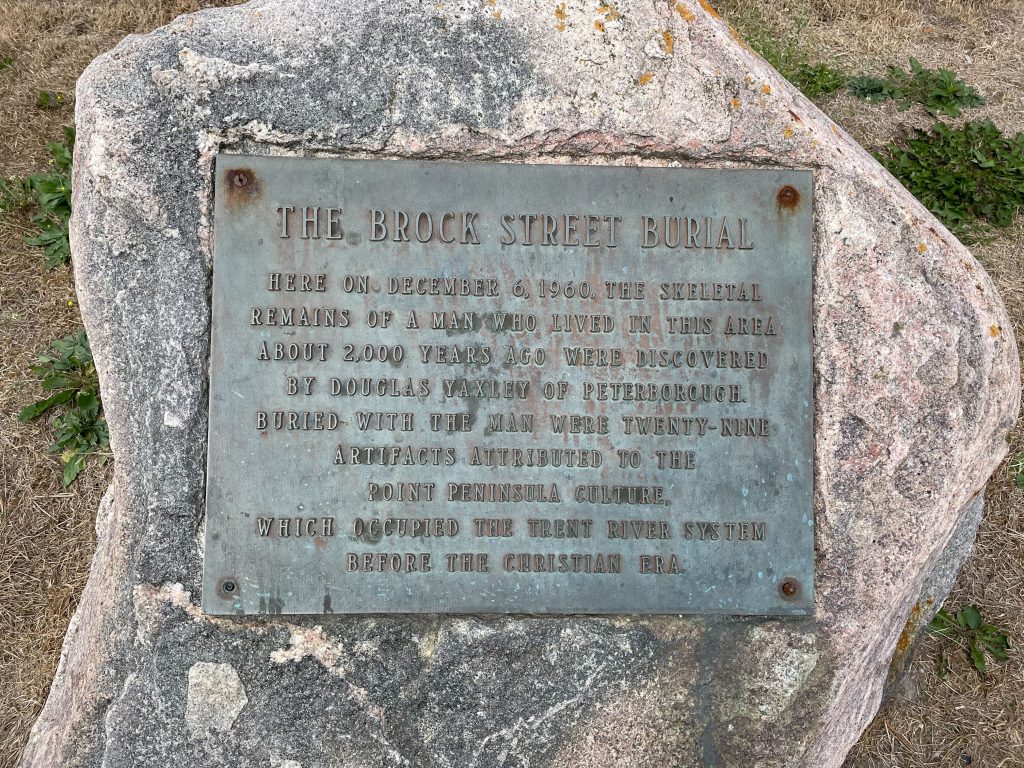 THE BROCK STREET BURIAL
HERE ON DECEMBER 6, 1960, THE SKELETAL
REMAINS OF A MAN WHO LIVED IN THIS AREA
ABOUT 2,000 YEARS AGO WERE DISCOVERED
BY DOUGLAS YAXLEY OF PETERBOROUGH.
BURIED WITH THE MAN WERE TWENTY-NINE
ARTIFACTS ATTRIBUTED TO THE
POINT PENINSULA CULTURE,
WHICH OCCUPIED THE TRENT RIVER SYSTEM
BEFORE THE CHRISTIAN ERA.